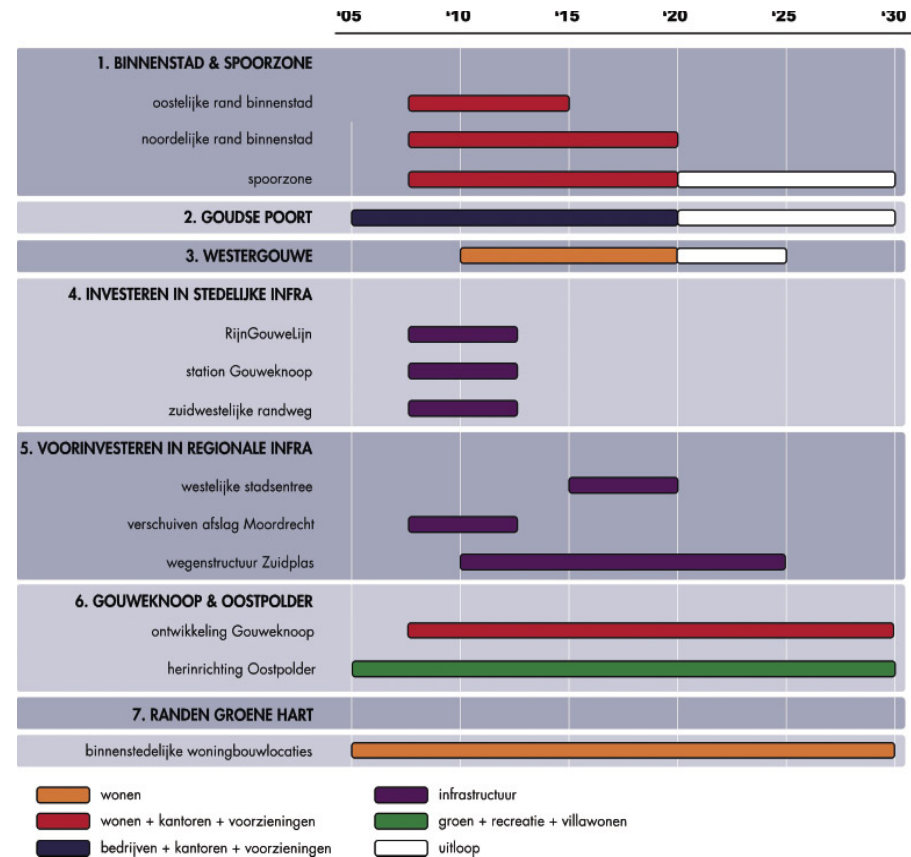 ‘05 ‘10 ‘15 ‘20 ‘25 ‘30
1. BINNENSTAD & SPOORZONE
oostelijke rand binnenstad
noordelijke rand binnenstad
spoorzone
2. GOUDSE POORT
3. WESTERGOUWE
4. INVESTEREN IN STEDELIJKE INFRA
RijnGouweLijn
station Gouweknoop
zuidwestelijke randweg
5. VOORINVESTEREN IN REGIONALE INFRA
westelijke stadsentree
verschuiven afslag Moordrecht
wegenstructuur Zuidplas
6. GOUWEKNOOP & OOSTPOLDER
ontwikkeling Gouweknoop
herinrichting Oostpolder
7. RANDEN GROENE HART
binnenstedelijke woningbouwlocaties
wonen
wonen + kantoren + voorzieningen
bedrijven + kantoren + voorzieningen
infrastructuur
groen + recreatie + villawonen
uitloop